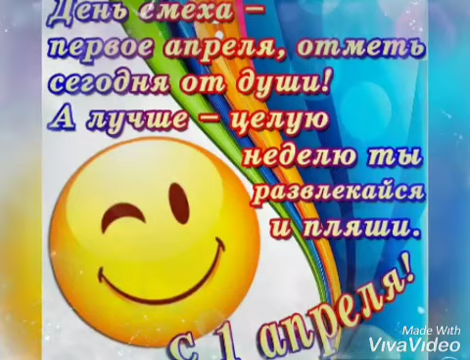 День смеха –
первое апреля, отметь
сегодня от души!
А лучше – целую
неделю ты
развлекайся
и пляши.
с 1 апреля!
Made With
VivaVideo